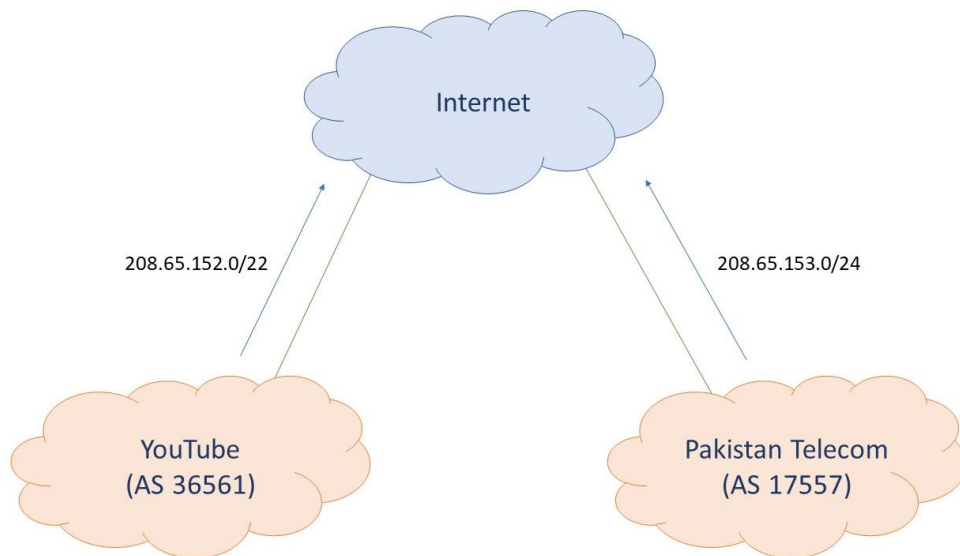 Internet
208.65.152.0/22
208.65.153.0/24
YouTube
(AS 36561)
Pakistan Telecom
(AS 17557)